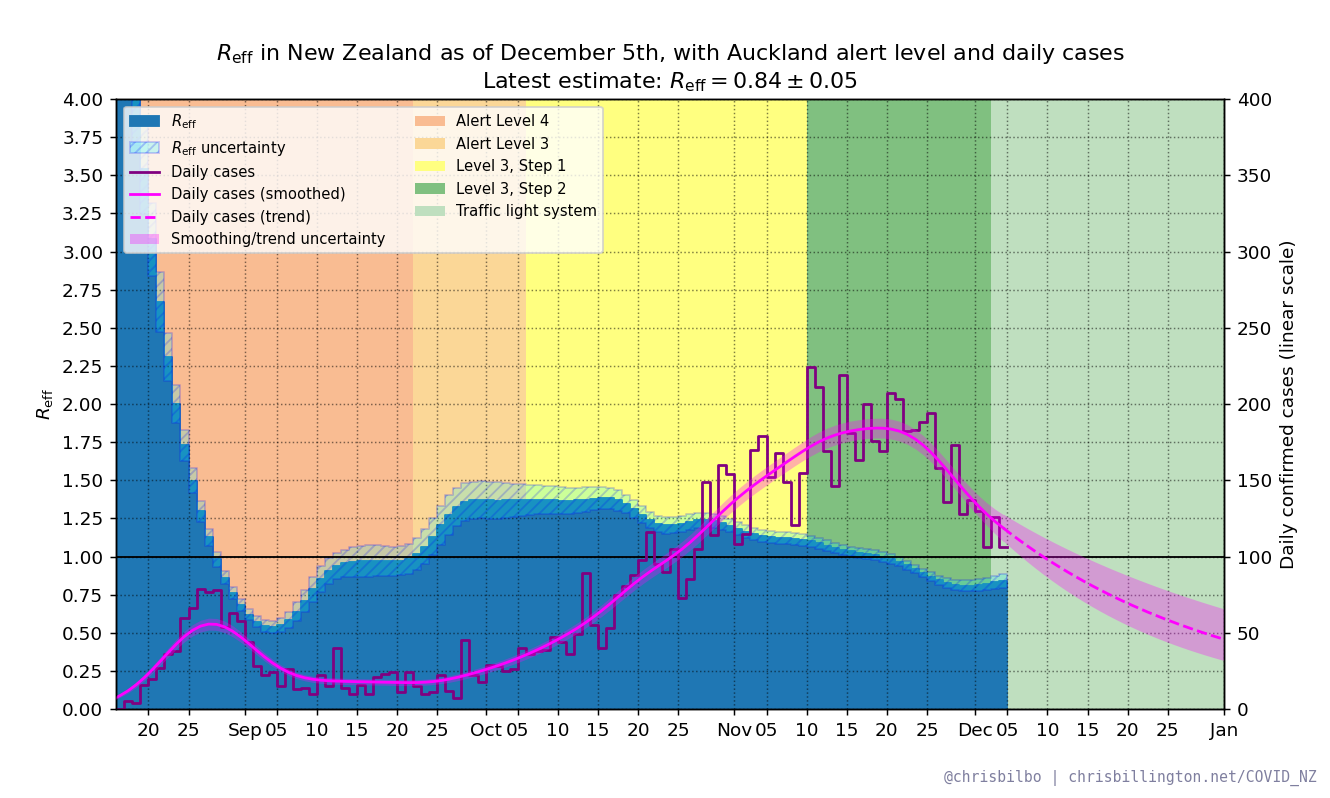 R_eff in New Zealand as of December 5th, with Auckland alert level and daily cases
Latest estimate: R_eff = 0.84 ± 0.05
R_eff
R_eff uncertainty
Daily cases
Daily cases (smoothed)
Daily cases (trend)
Smoothing/trend uncertainty
Alert Level 4
Alert Level 3
Level 3, Step 1
Level 3, Step 2
Traffic light system
R_eff
4.00
3.75
3.50
3.25
3.00
2.75
2.50
2.25
2.00
1.75
1.50
1.25
1.00
0.75
0.50
0.25
0.00
400
350
300
250
200
150
100
50
0
Daily confirmed cases (linear scale)
20 25 Sep 05 10 15 20 25 Oct 05 10 15 20 25 Nov 05 10 15 20 25 Dec 05 10 15 20 25 Jan
@chrisbilbo | chrisbillington.net/COVID_NZ